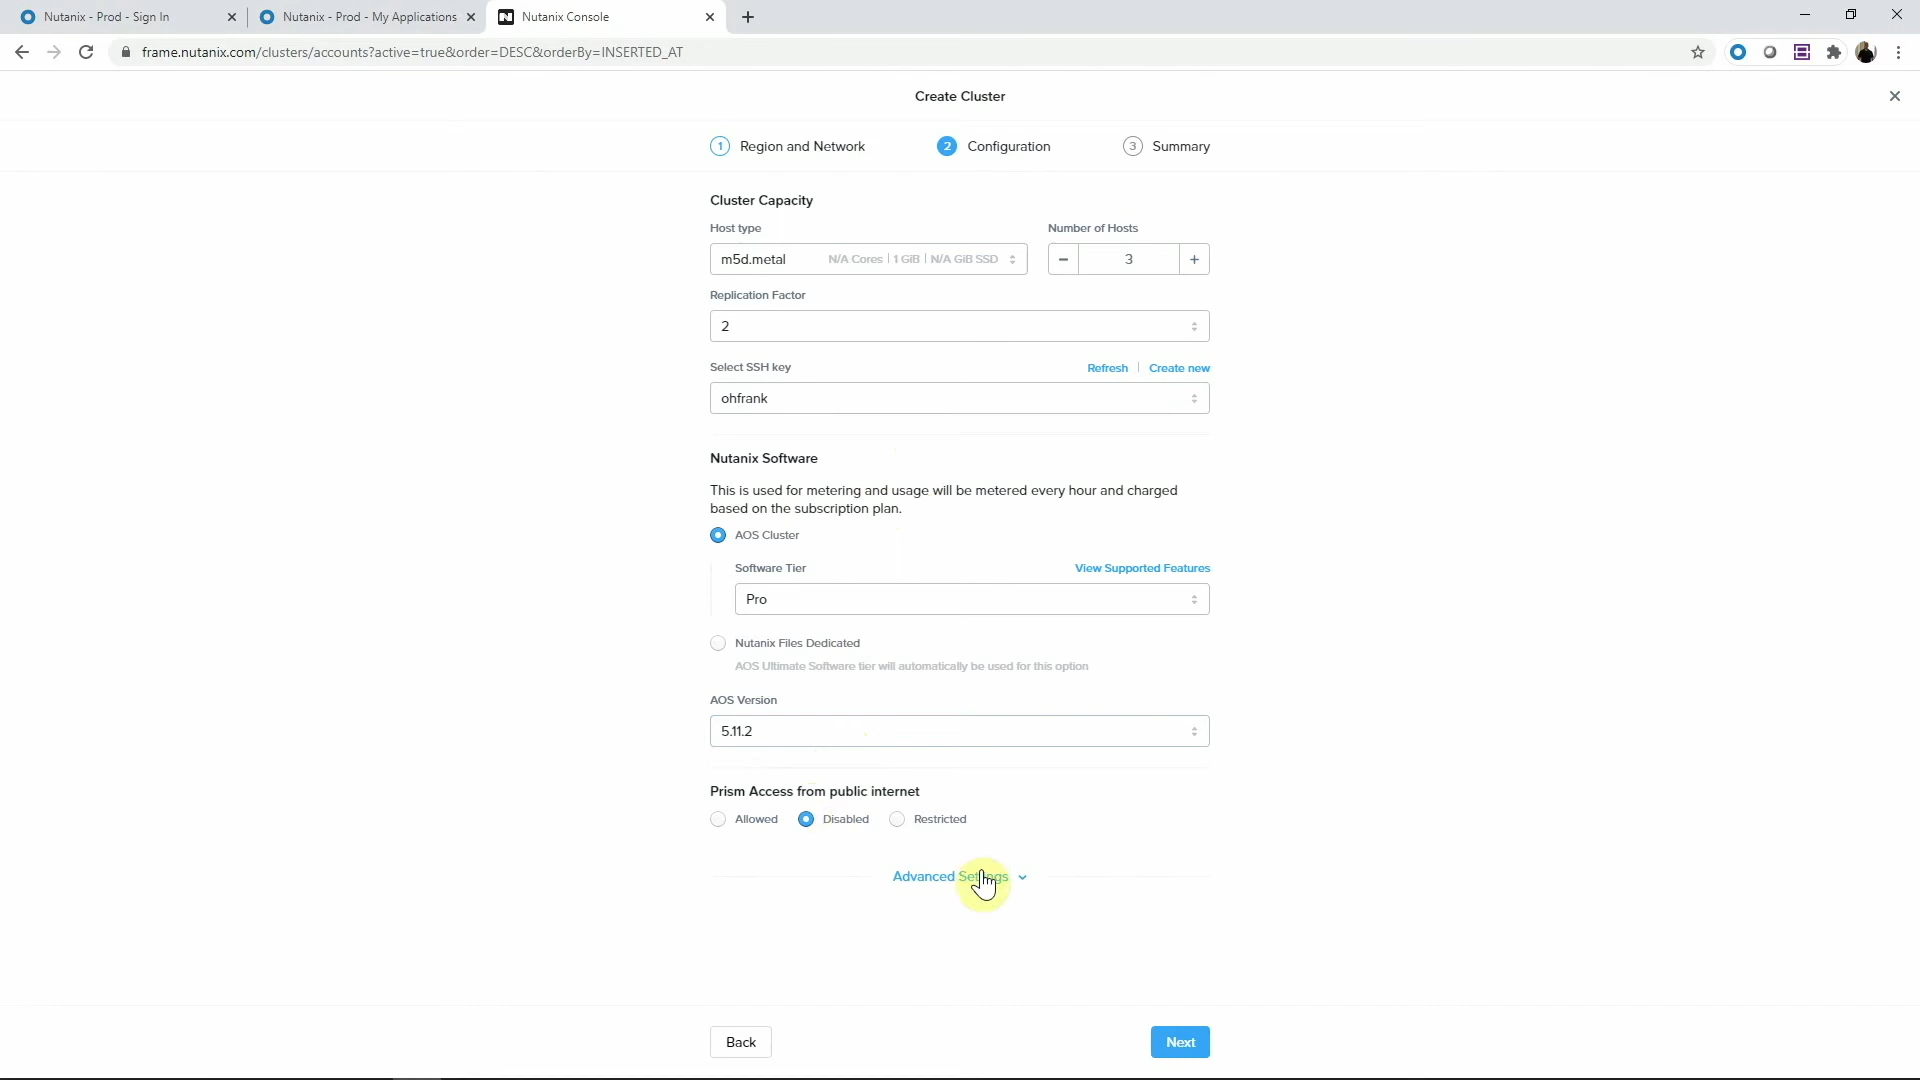 Nutanix - Prod - Sign In
Nutanix - Prod - My Applications
Nutanix Console
frame.nutanix.com/clusters/accounts?active=true&order=DESC&orderBy=INSERTED_AT
Create Cluster
1 Region and Network
2 Configuration
3 Summary
Cluster Capacity
Host type
Number of Hosts
m5d.metal N/A Cores | 1 GiB | N/A GiB SSD
3
Replication Factor
2
Select SSH key
Refresh | Create new
ohfrank
Nutanix Software
This is used for metering and usage will be metered every hour and charged
based on the subscription plan.
AOS Cluster
Software Tier
View Supported Features
Pro
Nutanix Files Dedicated
AOS Ultimate Software tier will automatically be used for this option
AOS Version
5.11.2
Prism Access from public internet
Allowed
Disabled
Restricted
Advanced Settings
Back
Next